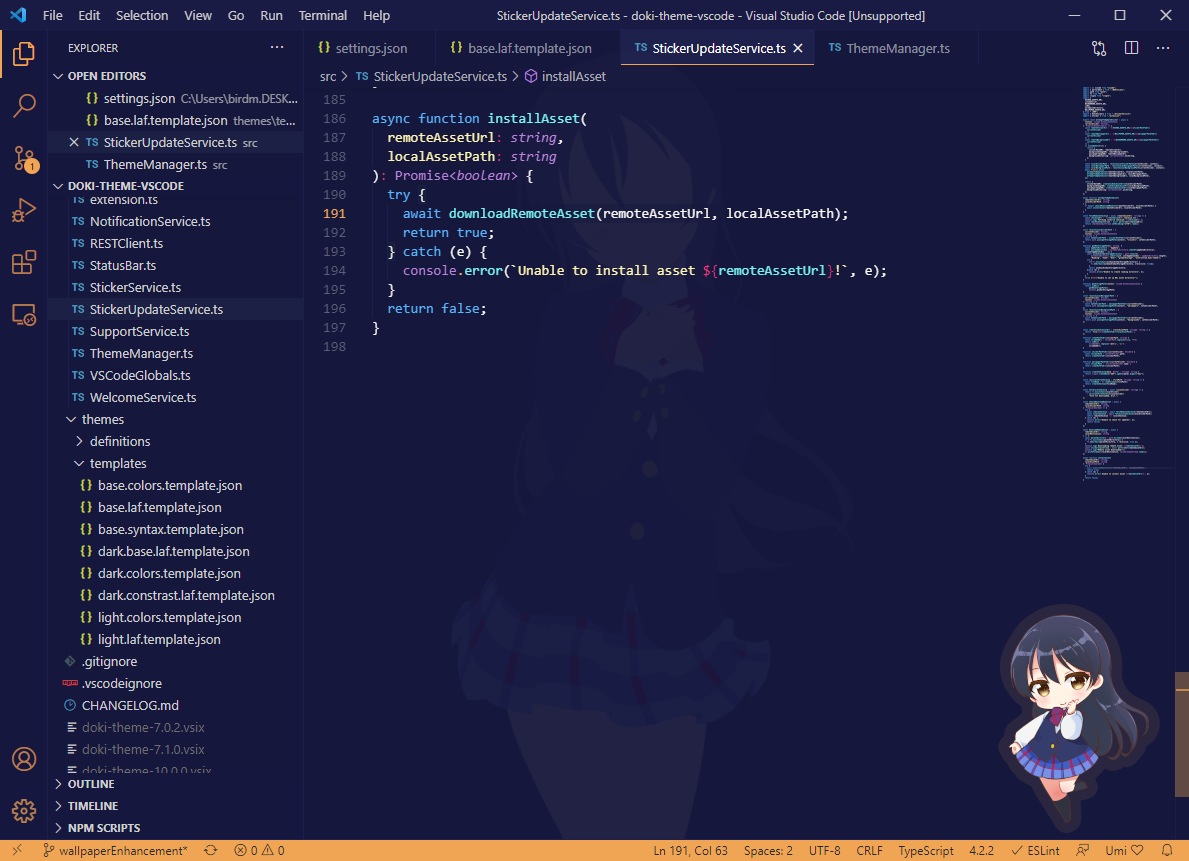 File Edit Selection View Go Run Terminal Help
StickerUpdateService.ts - doki-theme-vscode - Visual Studio Code [Unsupported]
EXPLORER
OPEN EDITORS
{} settings.json C:\Users\birdm.DESK...
{} base.laf.template.json themes\te...
TS StickerUpdateService.ts src
TS ThemeManager.ts src
DOKI-THEME-VSCODE
TS extension.ts
TS NotificationService.ts
TS RESTClient.ts
TS StatusBar.ts
TS StickerService.ts
TS StickerUpdateService.ts
TS SupportService.ts
TS ThemeManager.ts
TS VSCodeGlobals.ts
TS WelcomeService.ts
themes
definitions
templates
{} base.colors.template.json
{} base.laf.template.json
{} base.syntax.template.json
{} dark.base.laf.template.json
{} dark.colors.template.json
{} dark.constrast.laf.template.json
{} light.colors.template.json
{} light.laf.template.json
.gitignore
.vscodeignore
CHANGELOG.md
doki-theme-7.0.2.vsix
doki-theme-7.1.0.vsix
doki-theme-10.0.0.vsix
OUTLINE
TIMELINE
NPM SCRIPTS
1
{} settings.json
{} base.laf.template.json
TS StickerUpdateService.ts
TS ThemeManager.ts
src > TS StickerUpdateService.ts > installAsset
185
186 async function installAsset(
187 remoteAssetUrl: string,
188 localAssetPath: string
189 ): Promise<boolean> {
190 try {
191 await downloadRemoteAsset(remoteAssetUrl, localAssetPath);
192 return true;
193 } catch (e) {
194 console.error(`Unable to install asset ${remoteAssetUrl}!`, e);
195 }
196 return false;
197 }
198
wallpaperEnhancement* 0 0 Ln 191, Col 63 Spaces: 2 UTF-8 CRLF TypeScript 4.2.2 ESLint Umi ♡